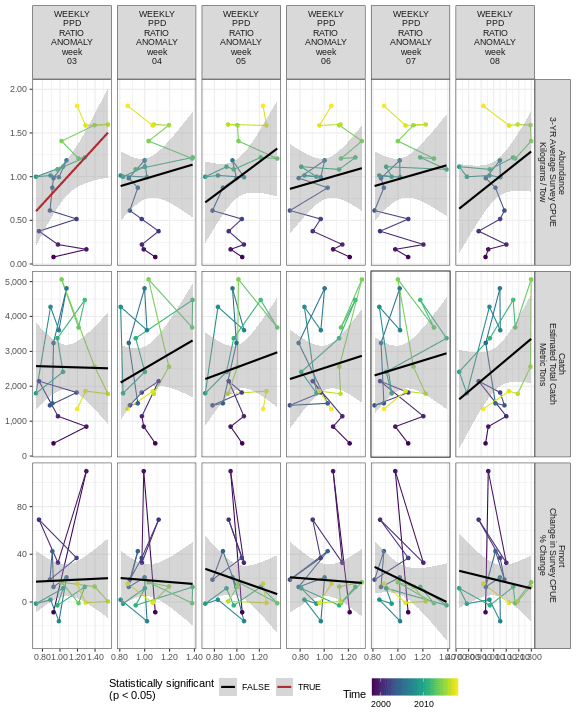 WEEKLY PPD RATIO ANOMALY week 03
WEEKLY PPD RATIO ANOMALY week 04
WEEKLY PPD RATIO ANOMALY week 05
WEEKLY PPD RATIO ANOMALY week 06
WEEKLY PPD RATIO ANOMALY week 07
WEEKLY PPD RATIO ANOMALY week 08
2.00
1.50
1.00
0.50
0.00
Abundance
3-YR Average Survey CPUE
Kilograms / Tow
5,000
4,000
3,000
2,000
1,000
0
Catch
Estimated Total Catch
Metric Tons
80
40
0
Fmort
Change in Survey CPUE
% Change
0.80 1.00 1.20 1.40
0.80 1.00 1.20 1.40
0.80 1.00 1.20
0.80 1.00 1.20
0.80 1.00 1.20
Statistically significant
(p < 0.05)
FALSE
TRUE
Time
2000
2010